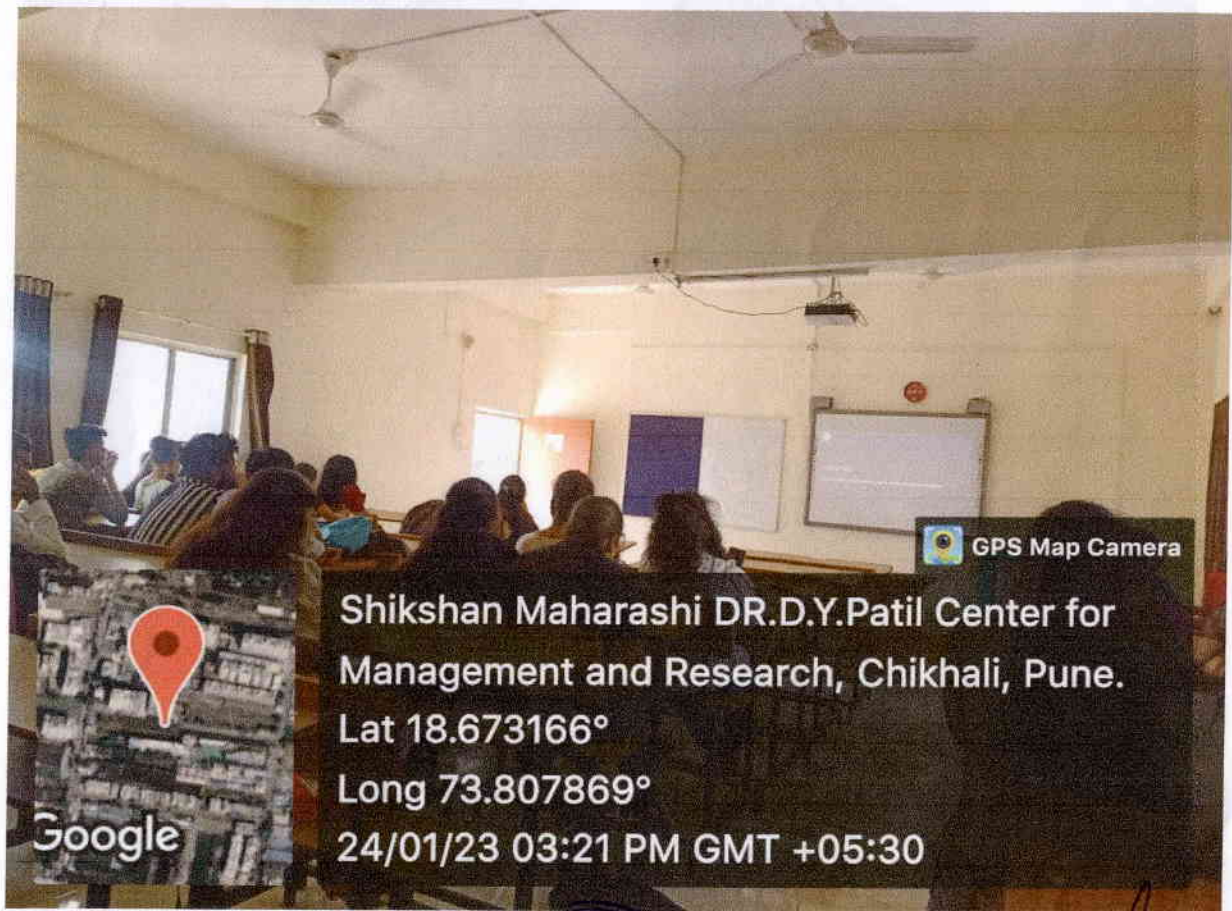 GPS Map Camera
Shikshan Maharashi DR.D.Y.Patil Center for
Management and Research, Chikhali, Pune.
Lat 18.673166°
Long 73.807869°
24/01/23 03:21 PM GMT +05:30
Google